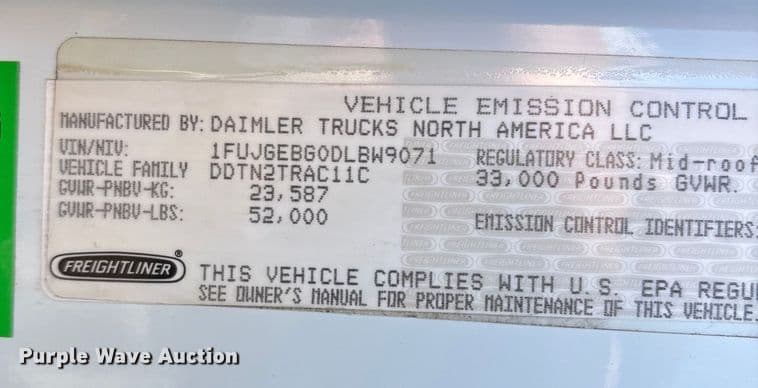 VEHICLE EMISSION CONTROL
MANUFACTURED BY: DAIMLER TRUCKS NORTH AMERICA LLC
VIN/NIV: 1FUJGEBG0DLBW9071 REGULATORY CLASS: Mid-roof
VEHICLE FAMILY DDTN2TRAC11C 33,000 Pounds GVWR.
GVWR-PNBV-KG: 23,587
GVWR-PNBV-LBS: 52,000 EMISSION CONTROL IDENTIFIERS:
FREIGHTLINER® THIS VEHICLE COMPLIES WITH U.S. EPA REGU
SEE OWNER'S MANUAL FOR PROPER MAINTENANCE OF THIS VEHICLE.
Purple Wave Auction